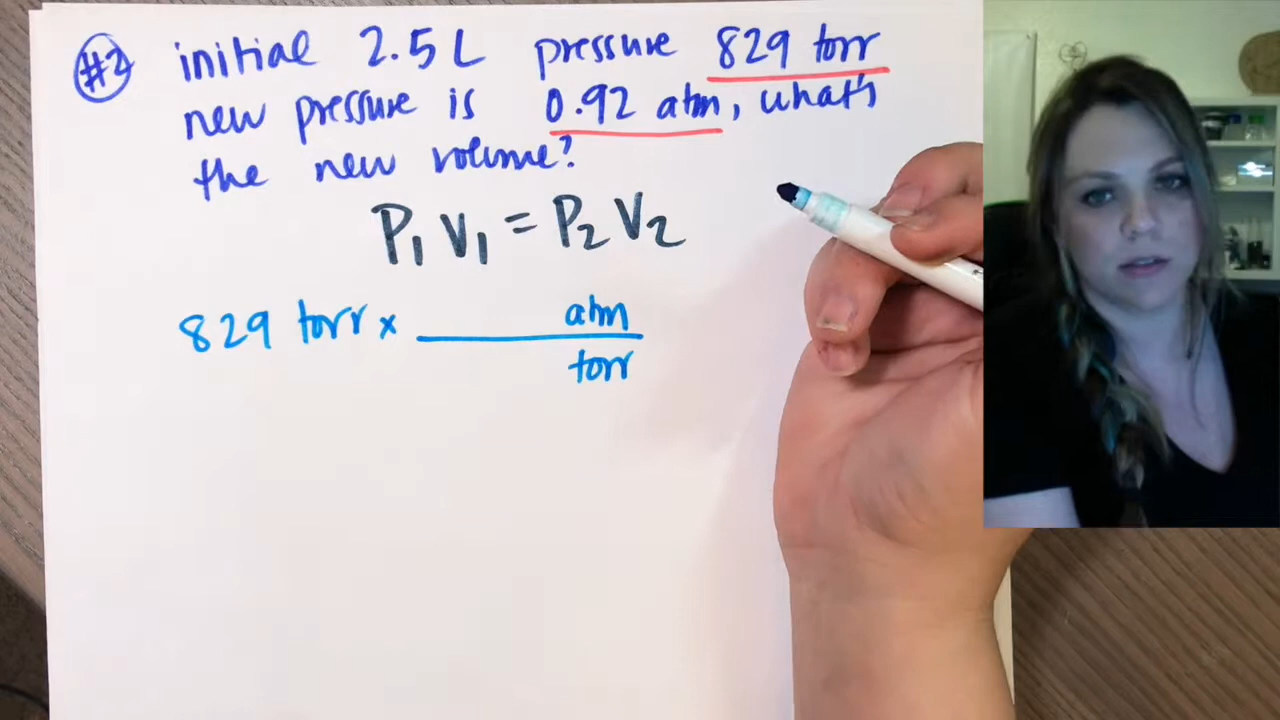 #2 initial 2.5 L pressure 829 torr
new pressure is 0.92 atm, what's
the new volume?
P₁ V₁ = P₂ V₂
829 torr x atm
torr